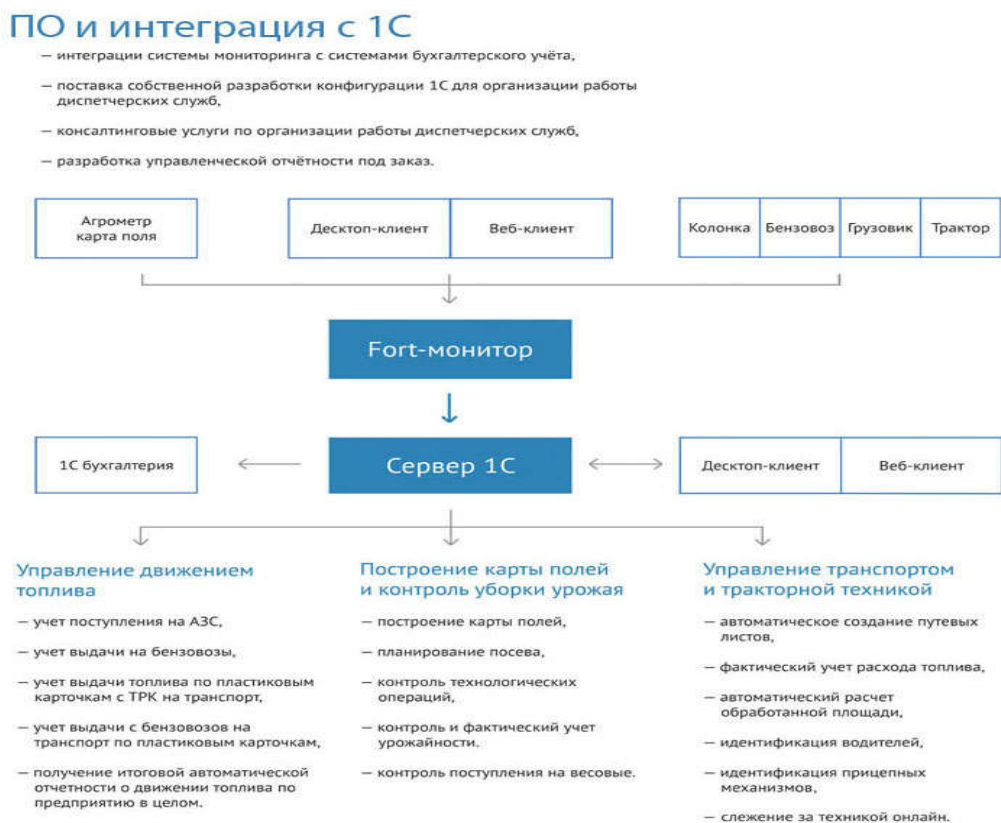 ПО и интеграция с 1С
— интеграции системы мониторинга с системами бухгалтерского учёта,
— поставка собственной разработки конфигурации 1С для организации работы
диспетчерских служб,
— консалтинговые услуги по организации работы диспетчерских служб,
— разработка управленческой отчётности под заказ.
Агрометр
карта поля
Десктоп-клиент
Веб-клиент
Колонка
Бензовоз
Грузовик
Трактор
Fort-монитор
1С бухгалтерия
Сервер 1С
Десктоп-клиент
Веб-клиент
Управление движением
топлива
— учет поступления на АЗС,
— учет выдачи на бензовозы,
— учет выдачи топлива по пластиковым
карточкам с ТРК на транспорт,
— учет выдачи с бензовозов на
транспорт по пластиковым карточкам,
— получение итоговой автоматической
отчетности о движении топлива по
предприятию в целом.
Построение карты полей
и контроль уборки урожая
— построение карты полей,
— планирование посева,
— контроль технологических
операций,
— контроль и фактический учет
урожайности.
— контроль поступления на весовые.
Управление транспортом
и тракторной техникой
— автоматическое создание путевых
листов,
— фактический учет расхода топлива,
— автоматический расчет
обработанной площади,
— идентификация водителей,
— идентификация прицепных
механизмов,
— слежение за техникой онлайн.